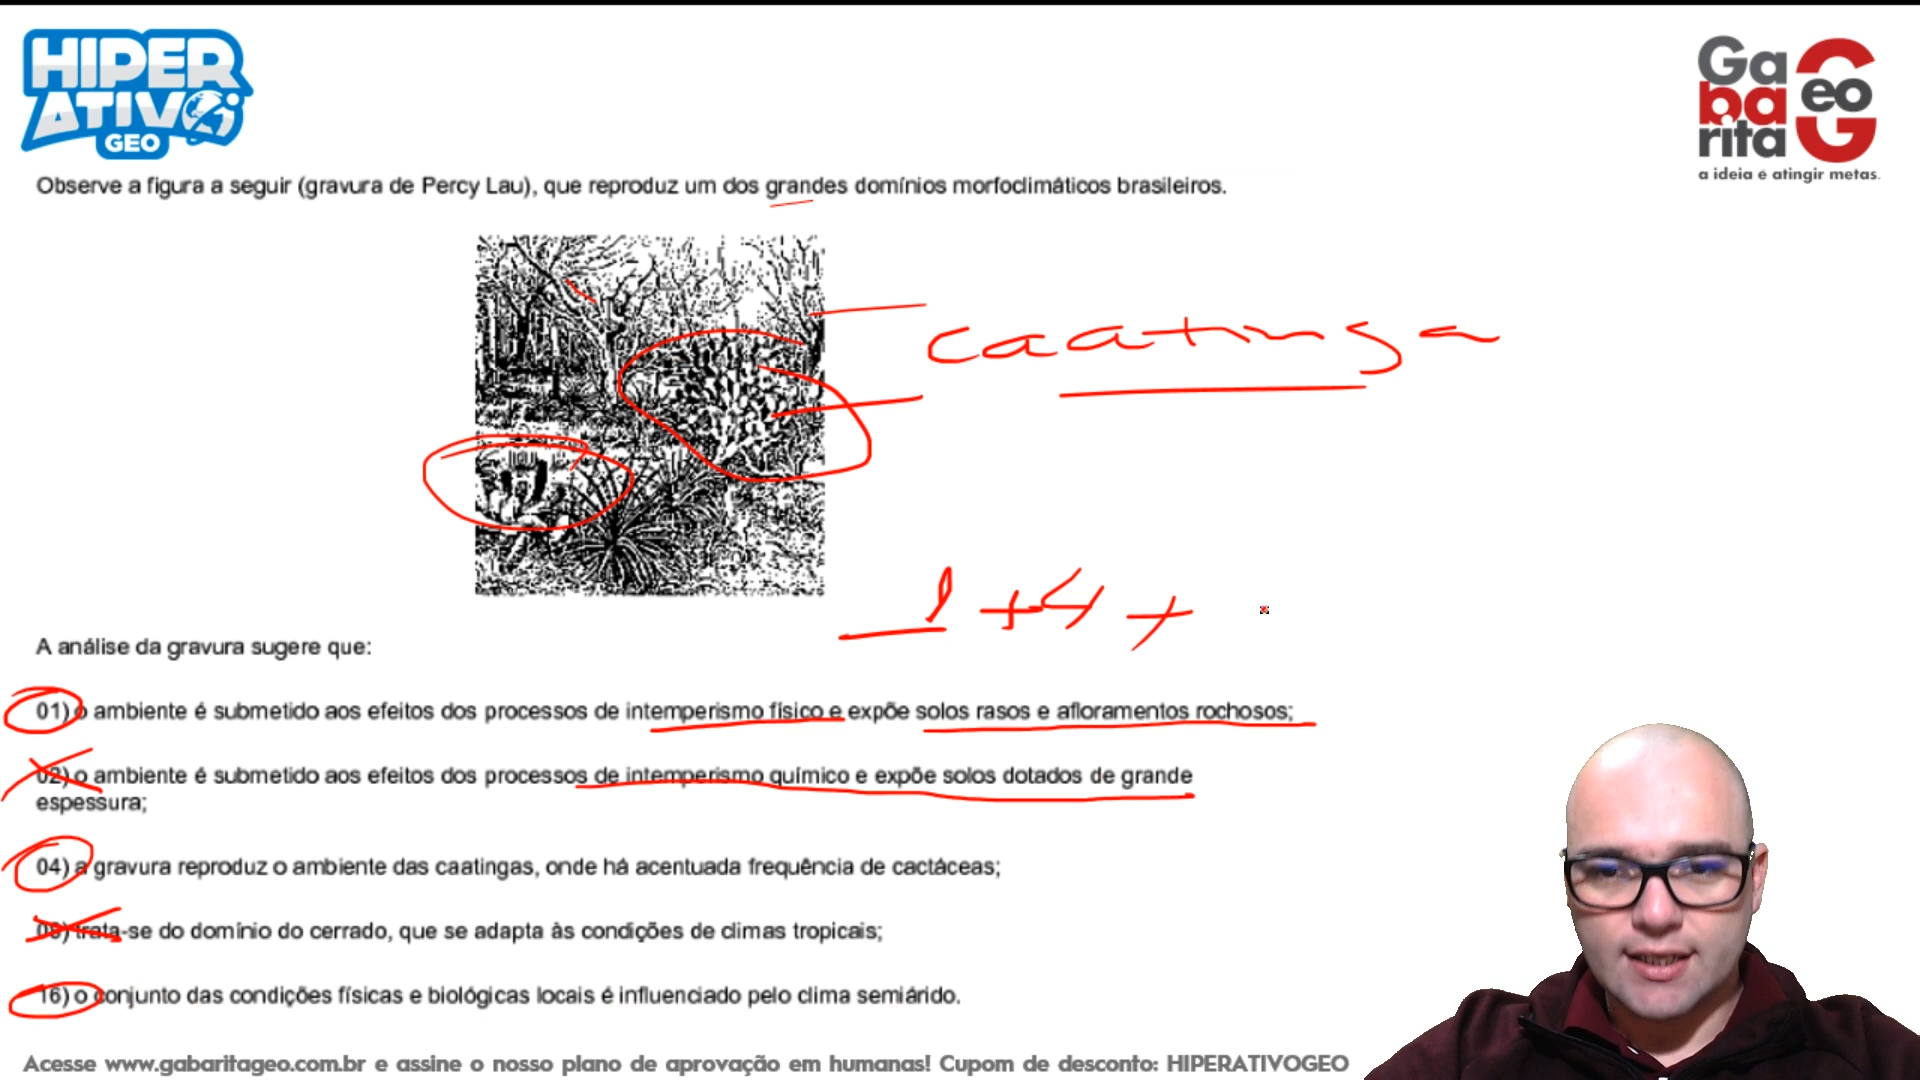 HIPER
ATIVO
GEO
Ga
ba
rita
eo
G
a ideia é atingir metas.
Observe a figura a seguir (gravura de Percy Lau), que reproduz um dos grandes domínios morfoclimáticos brasileiros.
caatinga
1 + 4 +
A análise da gravura sugere que:
01) o ambiente é submetido aos efeitos dos processos de intemperismo físico e expõe solos rasos e afloramentos rochosos;
02) o ambiente é submetido aos efeitos dos processos de intemperismo químico e expõe solos dotados de grande
espessura;
04) a gravura reproduz o ambiente das caatingas, onde há acentuada frequência de cactáceas;
08) trata-se do domínio do cerrado, que se adapta às condições de climas tropicais;
16) o conjunto das condições físicas e biológicas locais é influenciado pelo clima semiárido.
Acesse www.gabaritageo.com.br e assine o nosso plano de aprovação em humanas! Cupom de desconto: HIPERATIVOGEO